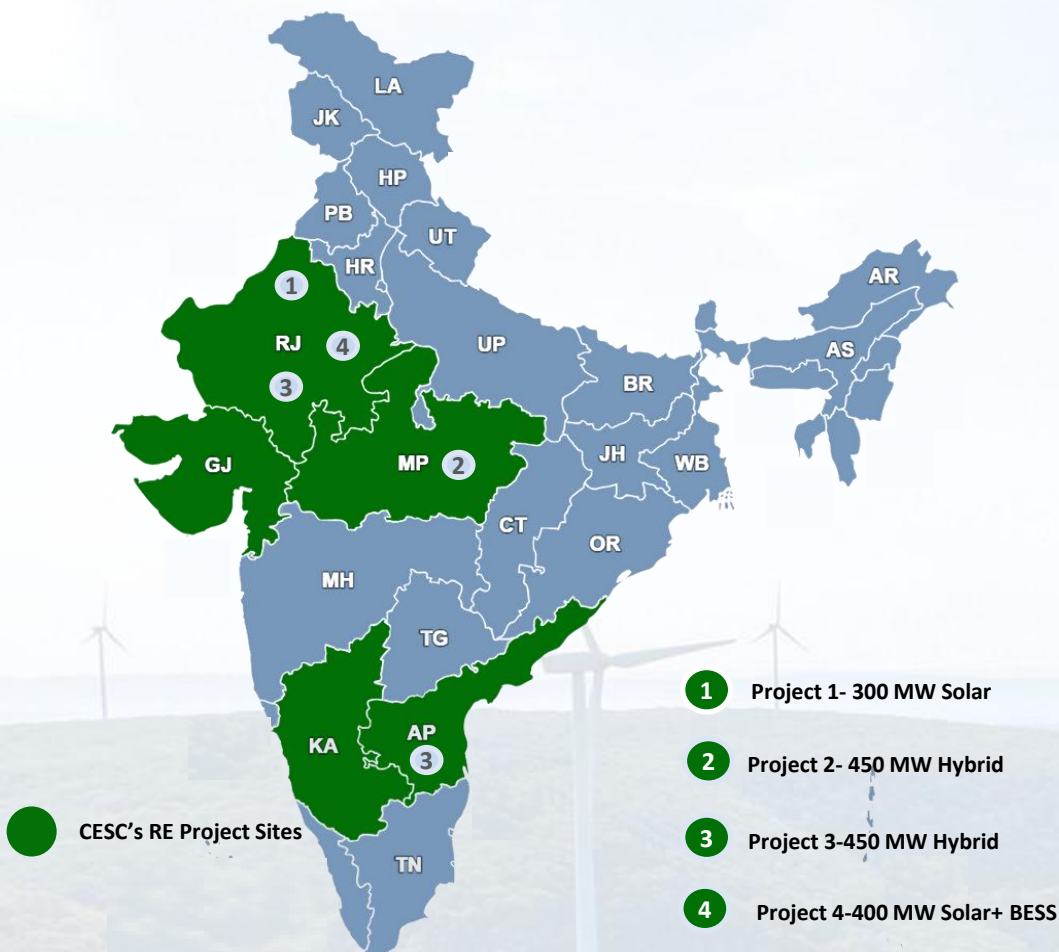 LA
JK
HP
PB
UT
HR
AR
1
RJ
4
UP
AS
3
BR
GJ
MP
2
JH
WB
CT
OR
MH
TG
1 Project 1- 300 MW Solar
KA
AP
3
2 Project 2- 450 MW Hybrid
CESC's RE Project Sites
3 Project 3-450 MW Hybrid
TN
4 Project 4-400 MW Solar+ BESS